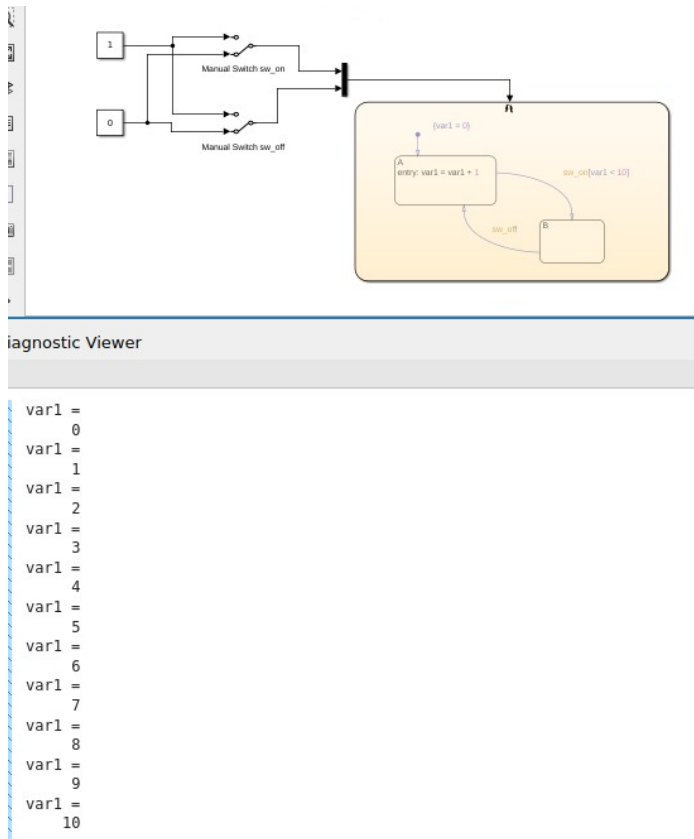 1
Manual Switch sw_on
0
Manual Switch sw_off
{var1 = 0}
A
entry: var1 = var1 + 1
sw_on[var1 < 10]
sw_off
B
iagnostic Viewer
var1 =
0
var1 =
1
var1 =
2
var1 =
3
var1 =
4
var1 =
5
var1 =
6
var1 =
7
var1 =
8
var1 =
9
var1 =
10